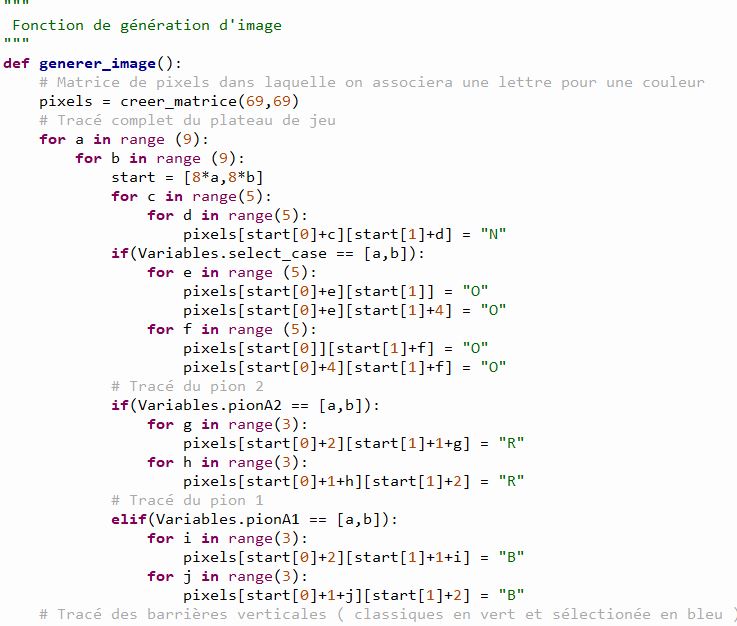 """
 Fonction de génération d'image
"""
def generer_image():
    # Matrice de pixels dans laquelle on associera une lettre pour une couleur
    pixels = creer_matrice(69,69)
    # Tracé complet du plateau de jeu
    for a in range (9):
        for b in range (9):
            start = [8*a,8*b]
            for c in range(5):
                for d in range(5):
                    pixels[start[0]+c][start[1]+d] = "N"
            if(Variables.select_case == [a,b]):
                for e in range (5):
                    pixels[start[0]+e][start[1]] = "O"
                    pixels[start[0]+e][start[1]+4] = "O"
                for f in range (5):
                    pixels[start[0]][start[1]+f] = "O"
                    pixels[start[0]+4][start[1]+f] = "O"
            # Tracé du pion 2
            if(Variables.pionA2 == [a,b]):
                for g in range(3):
                    pixels[start[0]+2][start[1]+1+g] = "R"
                for h in range(3):
                    pixels[start[0]+1+h][start[1]+2] = "R"
            # Tracé du pion 1
            elif(Variables.pionA1 == [a,b]):
                for i in range(3):
                    pixels[start[0]+2][start[1]+1+i] = "B"
                for j in range(3):
                    pixels[start[0]+1+j][start[1]+2] = "B"
    # Tracé des barrières verticales ( classiques en vert et sélectionée en bleu )